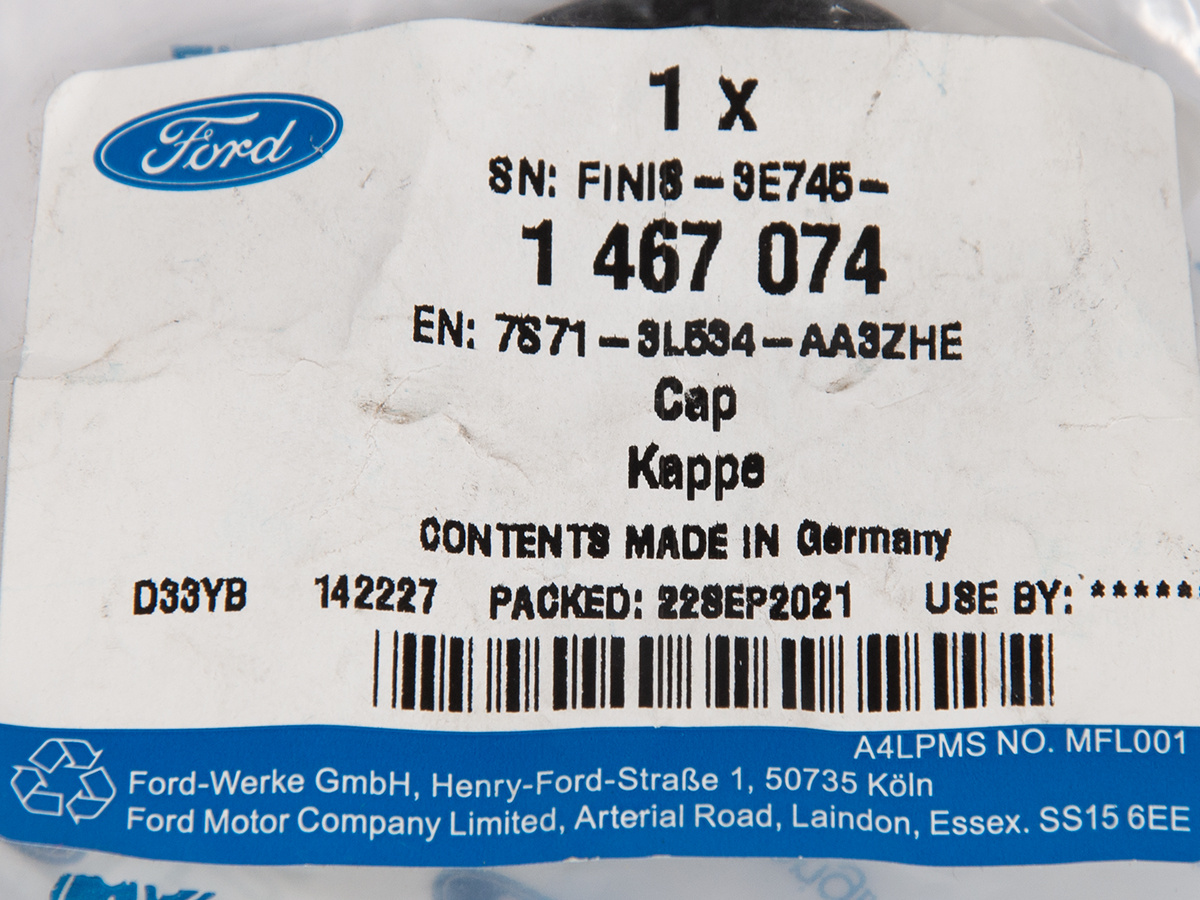 Ford
1 x
SN: FINIS-3E745-
1 467 074
EN: 7S71-3L534-AA3ZHE
Cap
Kappe
CONTENTS MADE IN Germany
D33YB 142227 PACKED: 22SEP2021 USE BY: *****
A4LPMS NO. MFL001
Ford-Werke GmbH, Henry-Ford-Straße 1, 50735 Köln
Ford Motor Company Limited, Arterial Road, Laindon, Essex. SS15 6EE